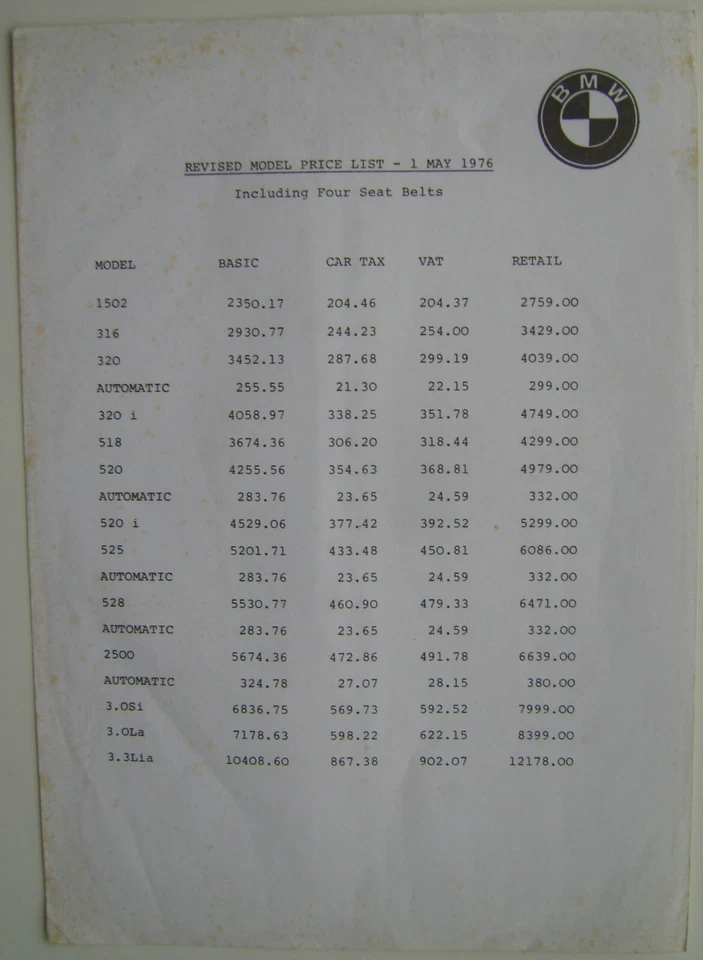 BMW
REVISED MODEL PRICE LIST - 1 MAY 1976
Including Four Seat Belts
MODEL BASIC CAR TAX VAT RETAIL
1502 2350.17 204.46 204.37 2759.00
316 2930.77 244.23 254.00 3429.00
320 3452.13 287.68 299.19 4039.00
AUTOMATIC 255.55 21.30 22.15 299.00
320 i 4058.97 338.25 351.78 4749.00
518 3674.36 306.20 318.44 4299.00
520 4255.56 354.63 368.81 4979.00
AUTOMATIC 283.76 23.65 24.59 332.00
520 i 4529.06 377.42 392.52 5299.00
525 5201.71 433.48 450.81 6086.00
AUTOMATIC 283.76 23.65 24.59 332.00
528 5530.77 460.90 479.33 6471.00
AUTOMATIC 283.76 23.65 24.59 332.00
2500 5674.36 472.86 491.78 6639.00
AUTOMATIC 324.78 27.07 28.15 380.00
3.0Si 6836.75 569.73 592.52 7999.00
3.0La 7178.63 598.22 622.15 8399.00
3.3Lia 10408.60 867.38 902.07 12178.00